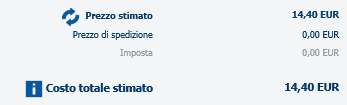 Prezzo stimato 14,40 EUR
Prezzo di spedizione 0,00 EUR
Imposta 0,00 EUR
Costo totale stimato 14,40 EUR